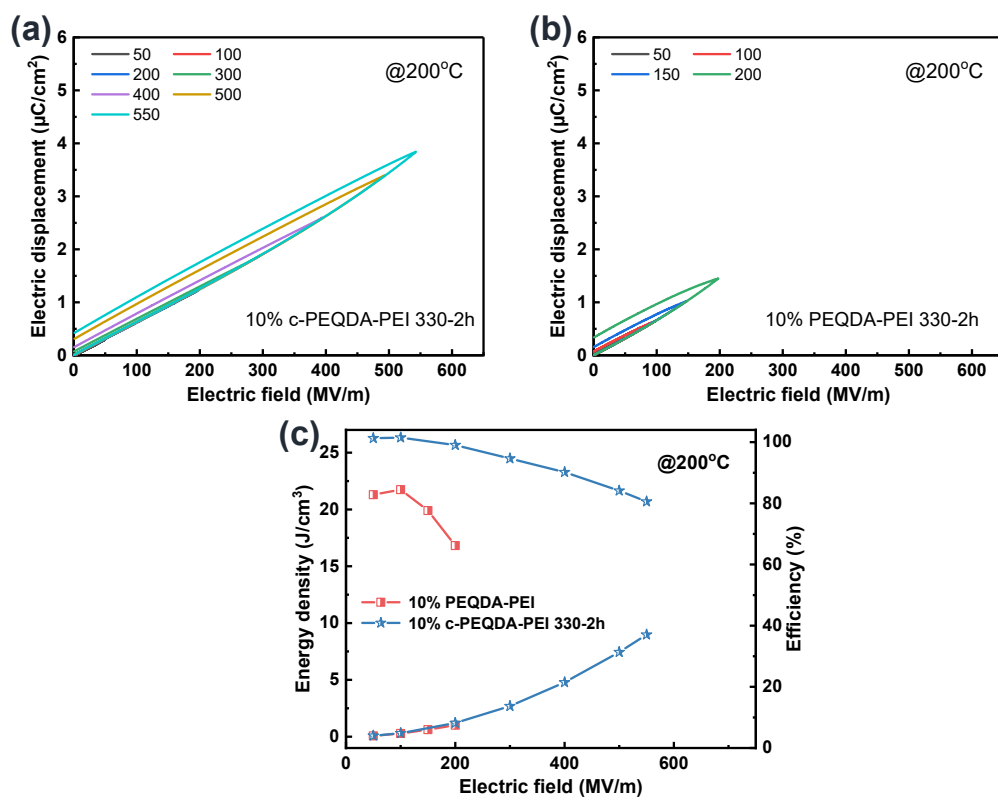 (a)
6
5
4
3
2
1
0
Electric displacement (μC/cm²)
50 100
200 300
400 500
550
@200°C
10% c-PEQDA-PEI 330-2h
0 100 200 300 400 500 600
Electric field (MV/m)
(b)
6
5
4
3
2
1
0
Electric displacement (μC/cm²)
50 100
150 200
@200°C
10% PEQDA-PEI 330-2h
0 100 200 300 400 500 600
Electric field (MV/m)
(c)
25
20
15
10
5
0
Energy density (J/cm³)
@200°C
10% PEQDA-PEI
10% c-PEQDA-PEI 330-2h
100
80
60
40
20
0
Efficiency (%)
0 200 400 600
Electric field (MV/m)